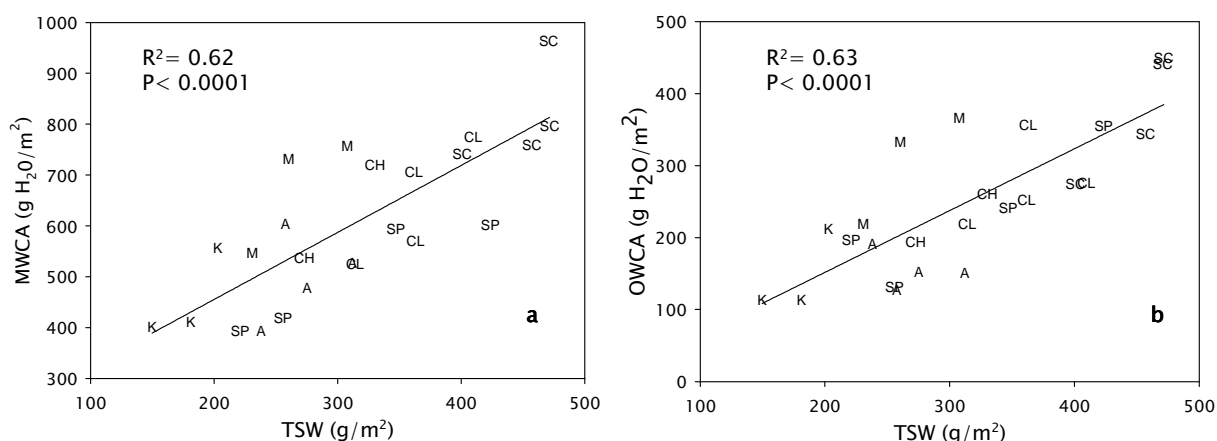 MWCA (g H₂0/m²)
1000
900
800
700
600
500
400
300
R²= 0.62
P< 0.0001
SC
SC
CL
M
SC
SC
M
CH
CL
A
SP
SP
CL
K
M
CH
A
CL
A
SP
K
K
SP
A
a
100 200 300 400 500
TSW (g/m²)
OWCA (g H₂O/m²)
500
400
300
200
100
0
R²= 0.63
P< 0.0001
SC
SC
M
CL
SP
SC
M
SC
CL
CH
CL
SP
M
CL
K
SP
A
CH
A
A
SP
A
K
K
b
100 200 300 400 500
TSW (g/m²)